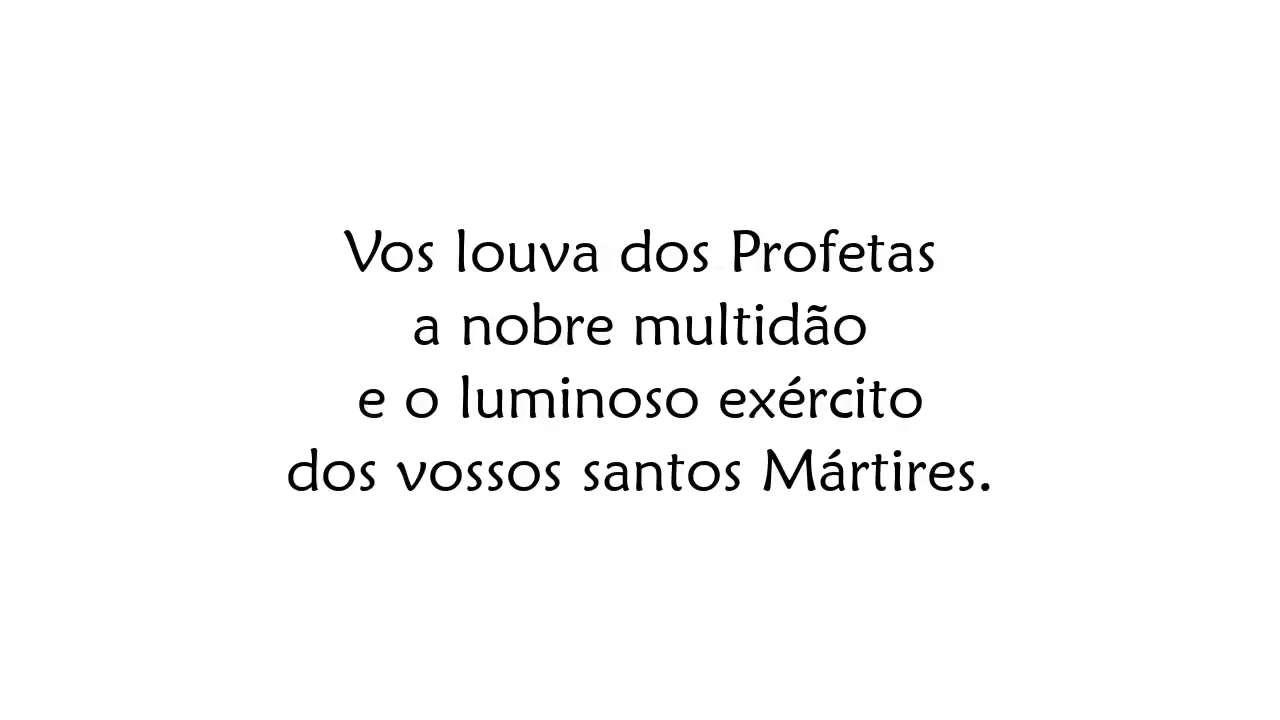 Vos louva dos Profetas
a nobre multidão
e o luminoso exército
dos vossos santos Mártires.